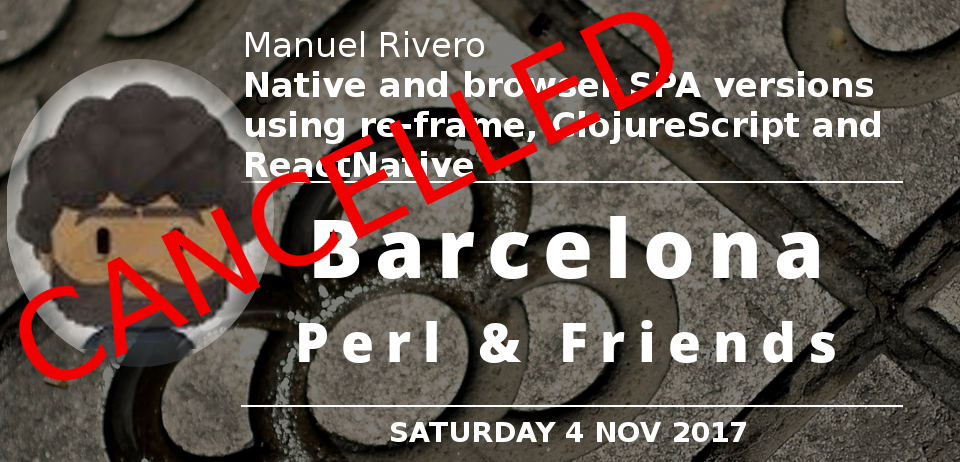 Manuel Rivero
Native and browser SPA versions
using re-frame, ClojureScript and
ReactNative
CANCELLED
Barcelona
Perl & Friends
SATURDAY 4 NOV 2017